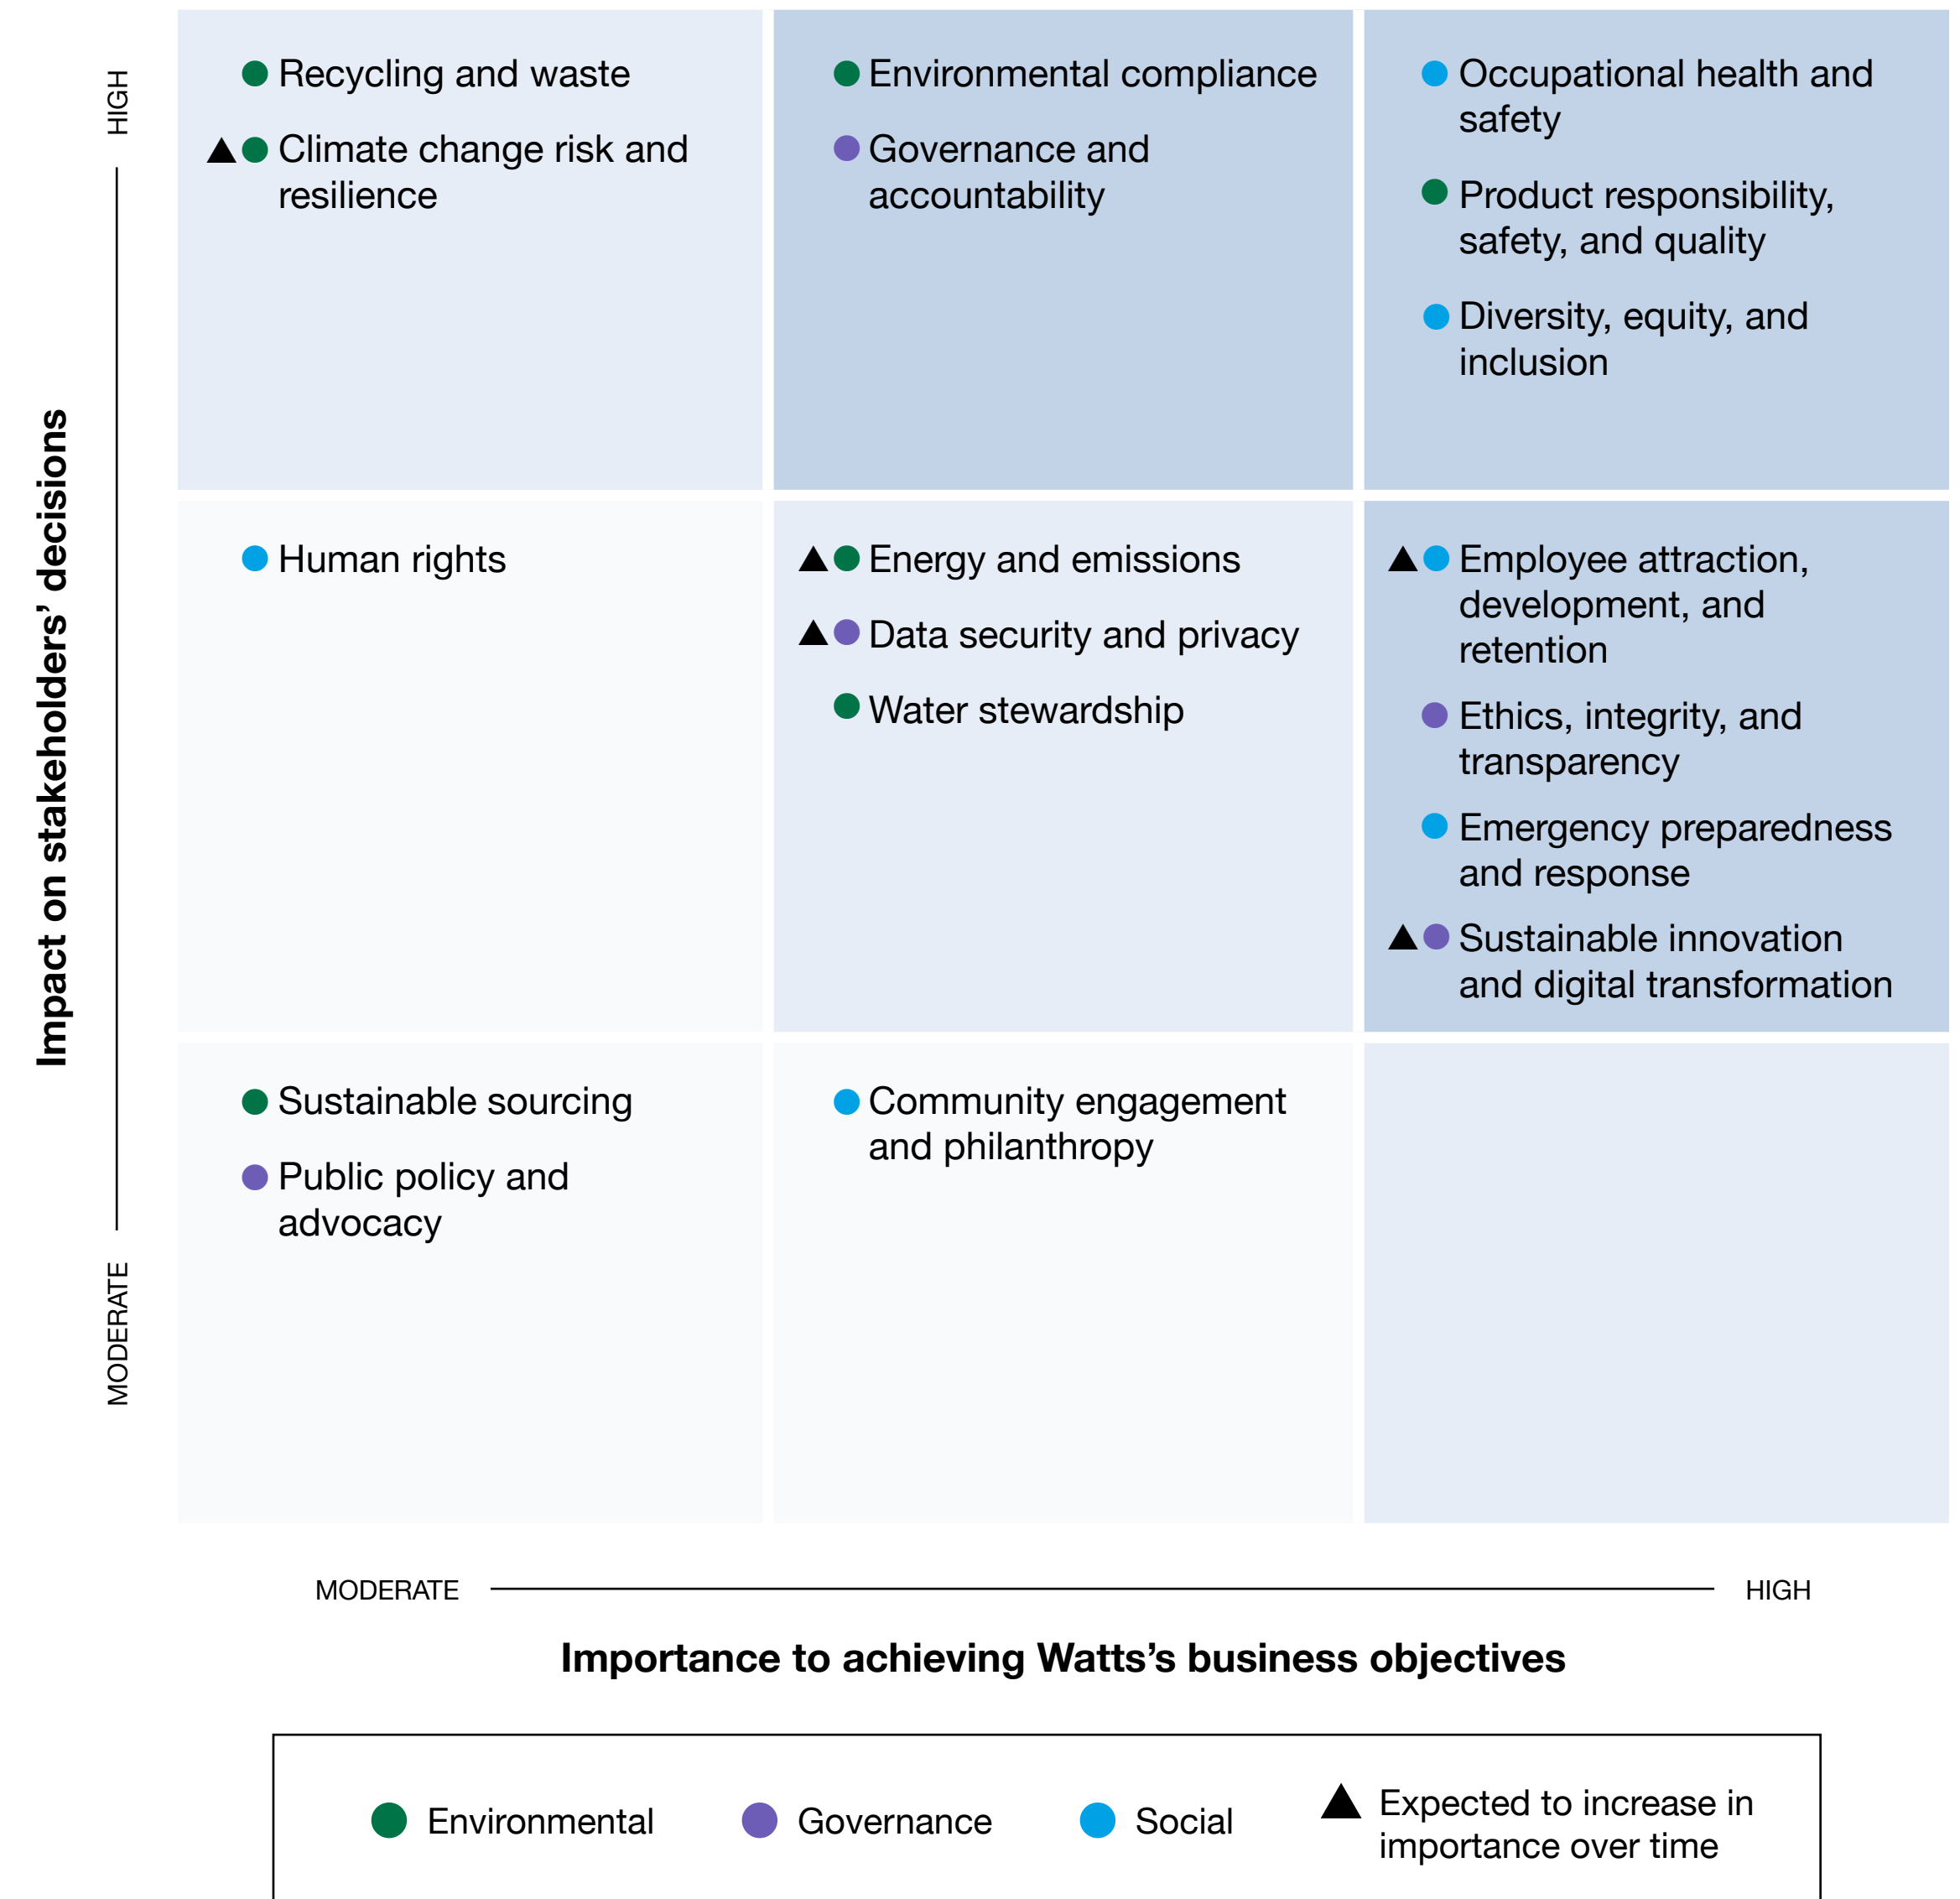 Impact on stakeholders’ decisions
HIGH
MODERATE
Recycling and waste
Climate change risk and
resilience
Environmental compliance
Governance and
accountability
Occupational health and
safety
Product responsibility,
safety, and quality
Diversity, equity, and
inclusion
Human rights
Energy and emissions
Data security and privacy
Water stewardship
Employee attraction,
development, and
retention
Ethics, integrity, and
transparency
Emergency preparedness
and response
Sustainable innovation
and digital transformation
Sustainable sourcing
Public policy and
advocacy
Community engagement
and philanthropy
MODERATE
HIGH
Importance to achieving Watts’s business objectives
Environmental
Governance
Social
Expected to increase in
importance over time